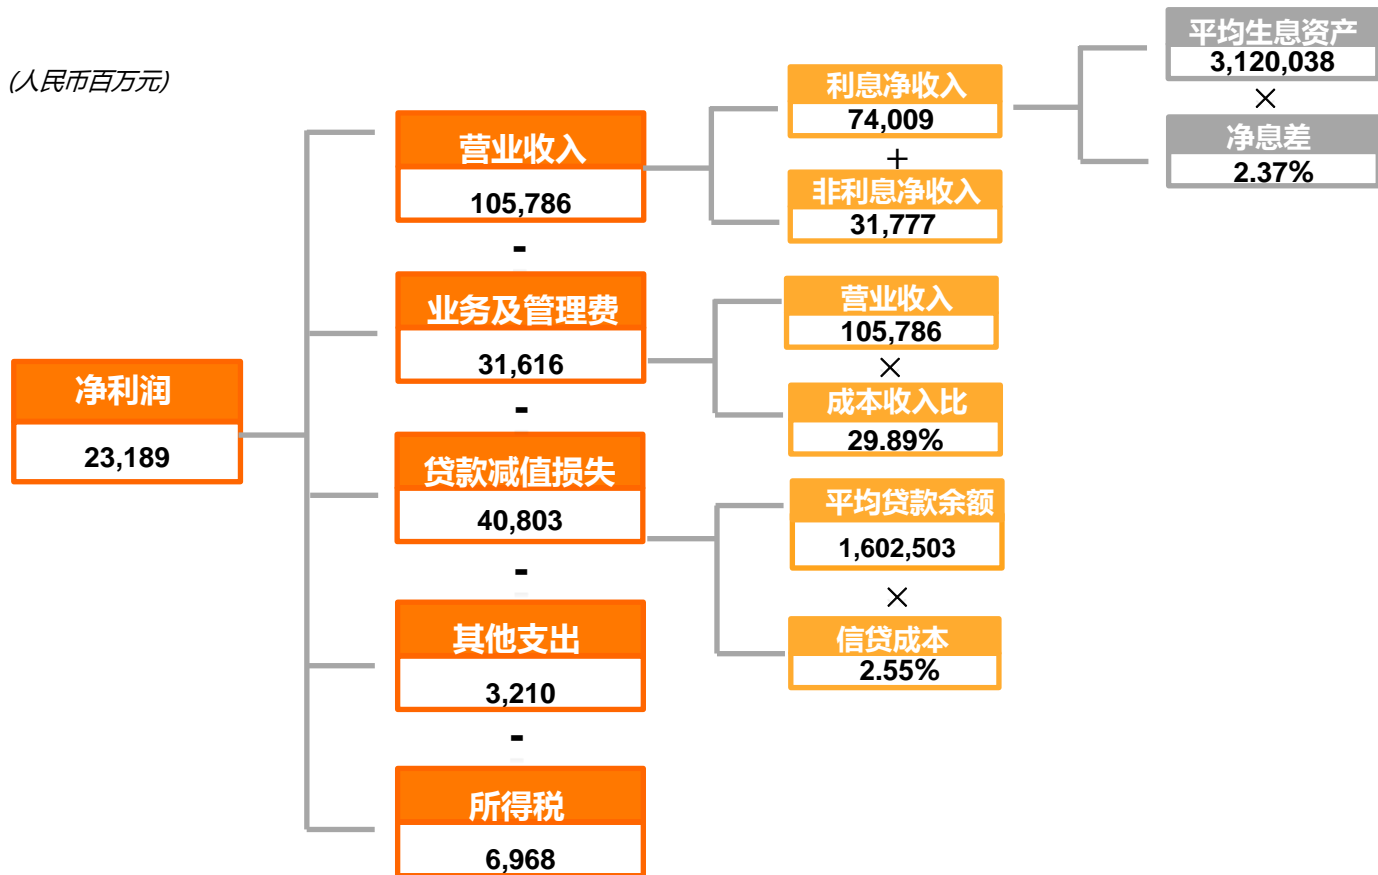 (人民币百万元)
净利润
23,189
营业收入
105,786
-
业务及管理费
31,616
-
贷款减值损失
40,803
-
其他支出
3,210
-
所得税
6,968
利息净收入
74,009
+
非利息净收入
31,777
营业收入
105,786
×
成本收入比
29.89%
平均贷款余额
1,602,503
×
信贷成本
2.55%
平均生息资产
3,120,038
×
净息差
2.37%